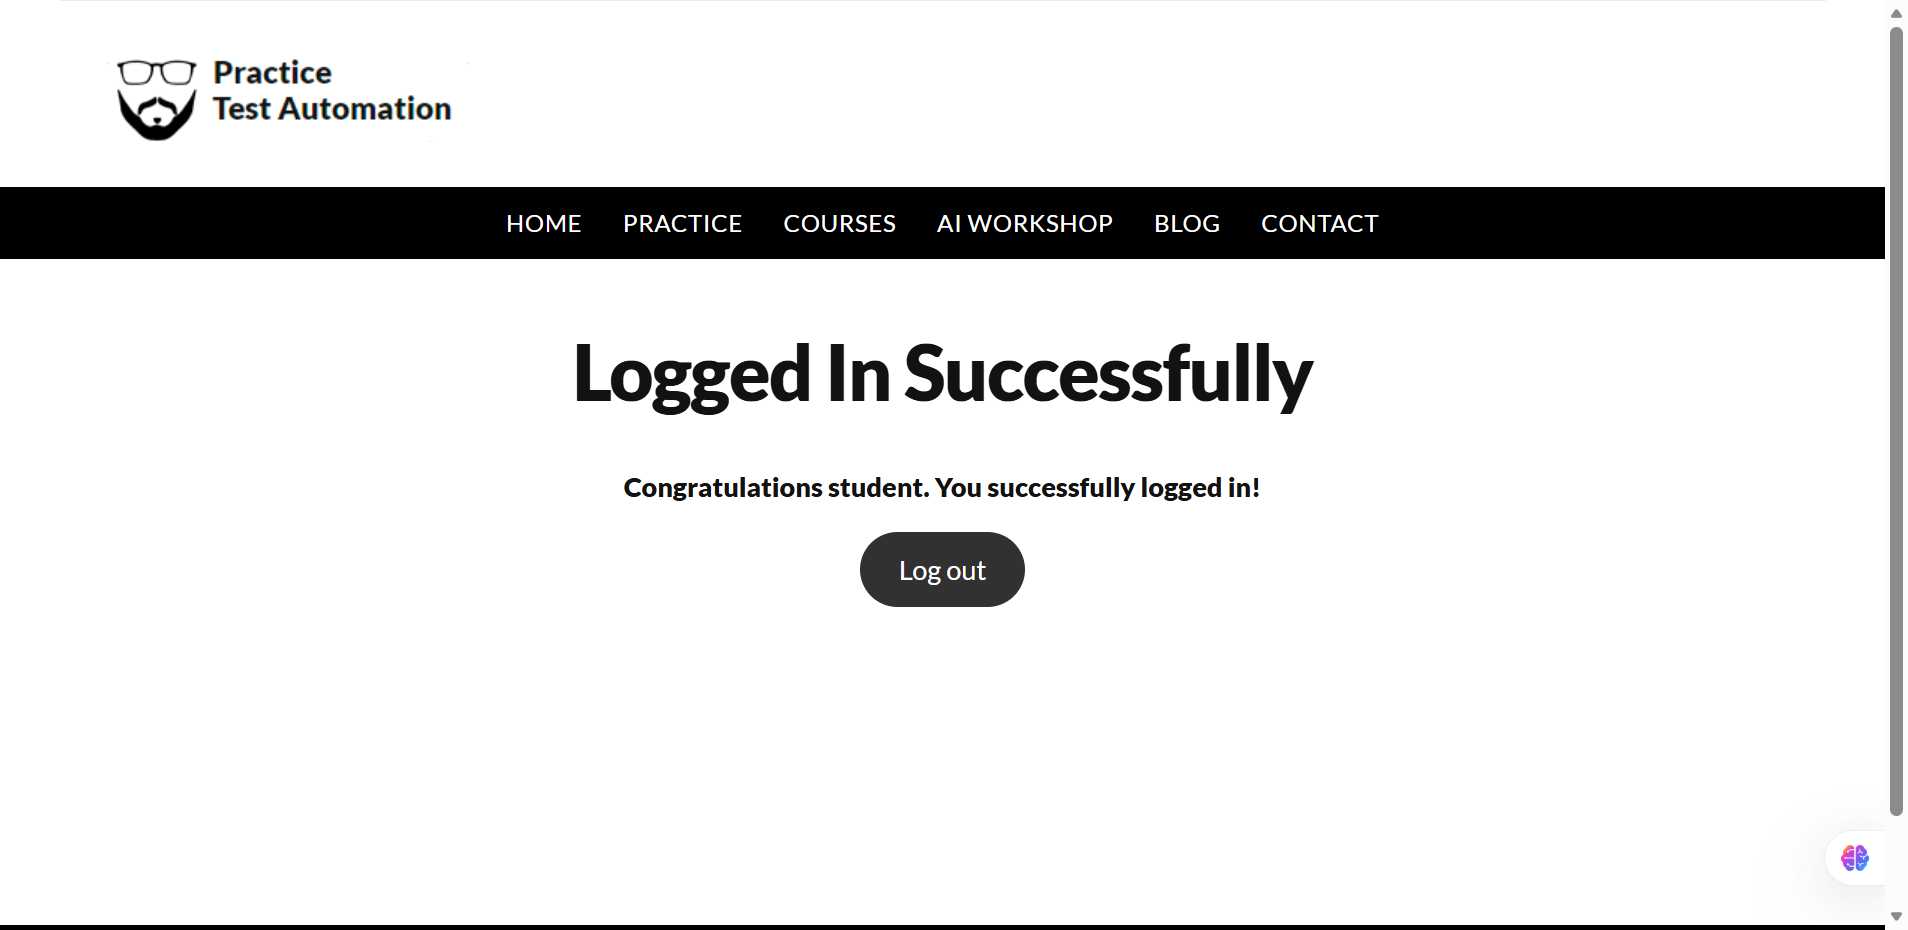 Practice
Test Automation
HOME PRACTICE COURSES AI WORKSHOP BLOG CONTACT
Logged In Successfully
Congratulations student. You successfully logged in!
Log out